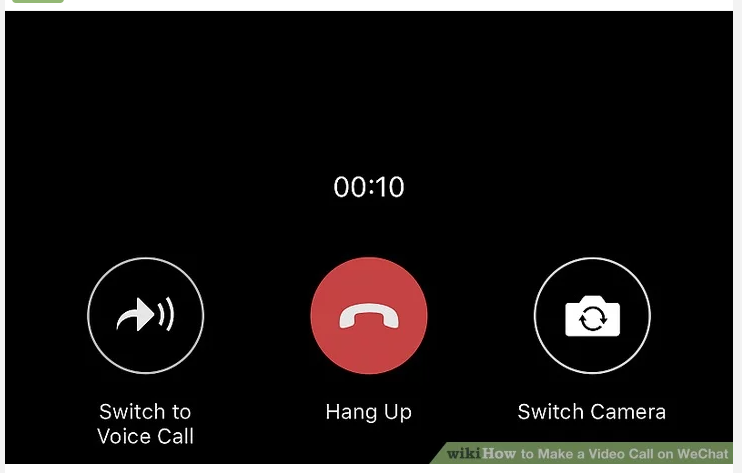 00:10
Switch to
Voice Call
Hang Up
Switch Camera
wikiHow to Make a Video Call on WeChat